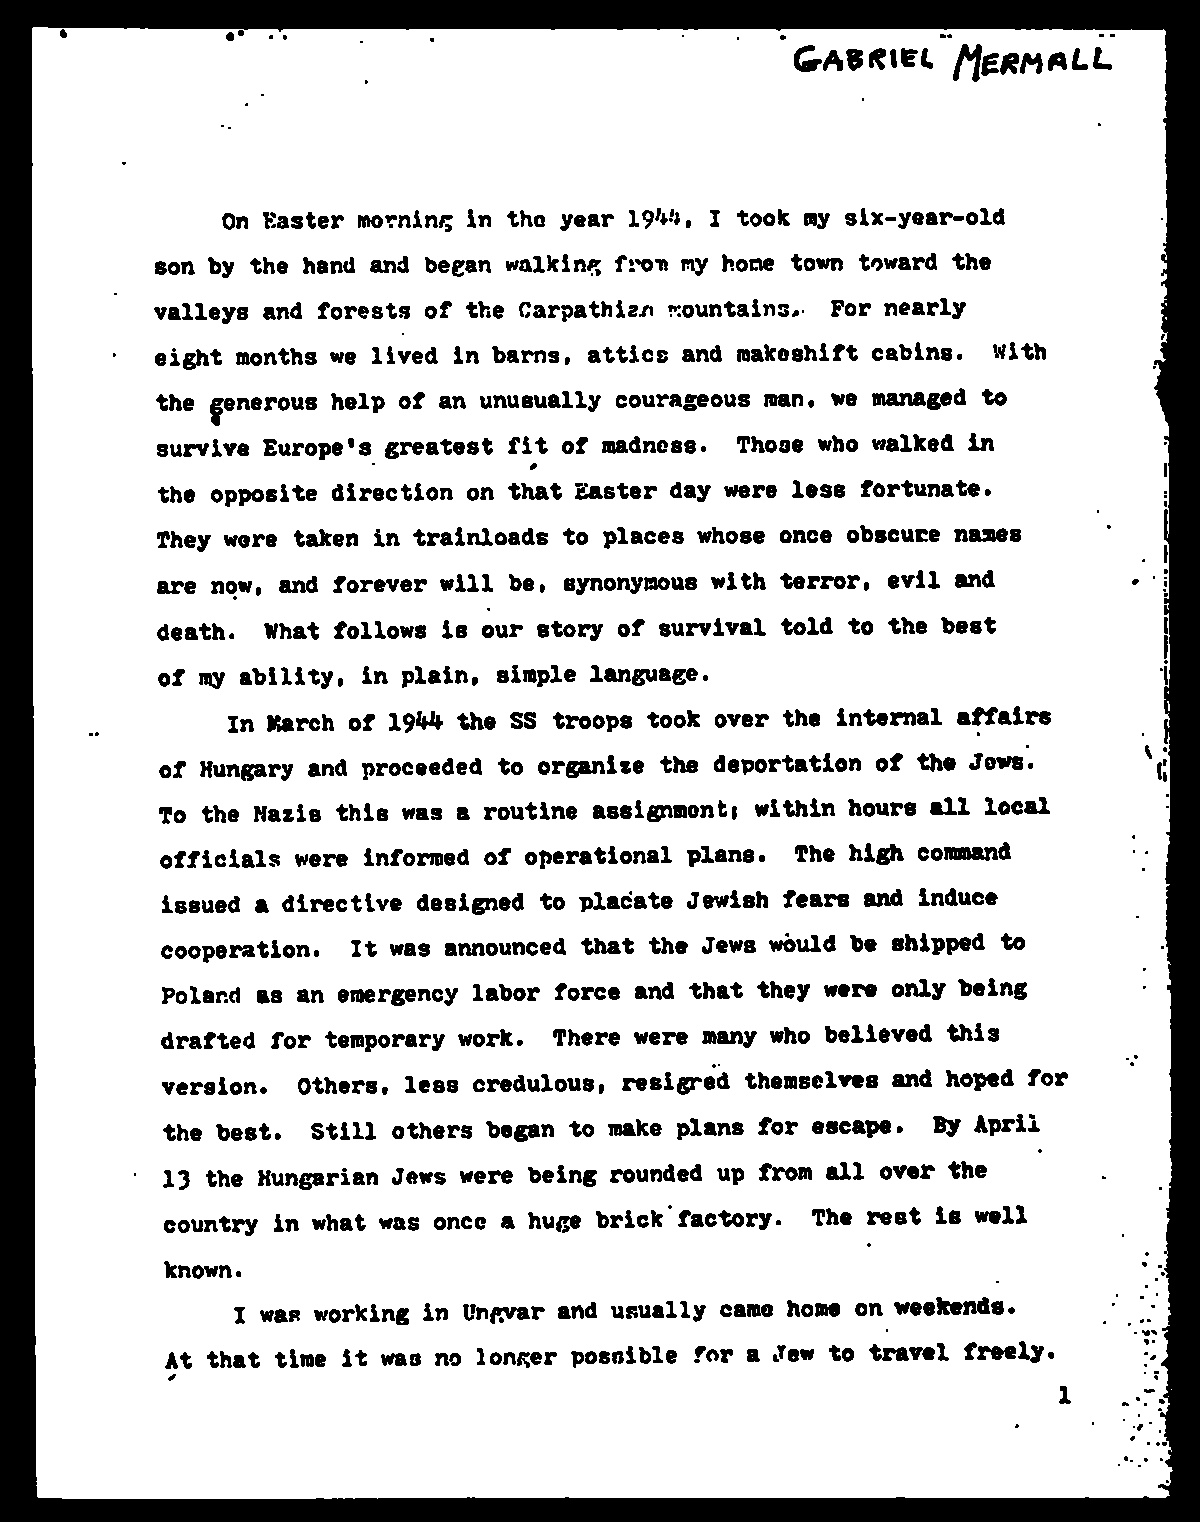 GABRIEL MERMALL
On Easter morning in the year 1944, I took my six-year-old
son by the hand and began walking from my home town toward the
valleys and forests of the Carpathian mountains. For nearly
eight months we lived in barns, attics and makeshift cabins. With
the generous help of an unusually courageous man, we managed to
survive Europe's greatest fit of madness. Those who walked in
the opposite direction on that Easter day were less fortunate.
They were taken in trainloads to places whose once obscure names
are now, and forever will be, synonymous with terror, evil and
death. What follows is our story of survival told to the best
of my ability, in plain, simple language.
In March of 1944 the SS troops took over the internal affairs
of Hungary and proceeded to organize the deportation of the Jews.
To the Nazis this was a routine assignment; within hours all local
officials were informed of operational plans. The high command
issued a directive designed to placate Jewish fears and induce
cooperation. It was announced that the Jews would be shipped to
Poland as an emergency labor force and that they were only being
drafted for temporary work. There were many who believed this
version. Others, less credulous, resigned themselves and hoped for
the best. Still others began to make plans for escape. By April
13 the Hungarian Jews were being rounded up from all over the
country in what was once a huge brick factory. The rest is well
known.
I was working in Ungvar and usually came home on weekends.
At that time it was no longer possible for a Jew to travel freely.
1